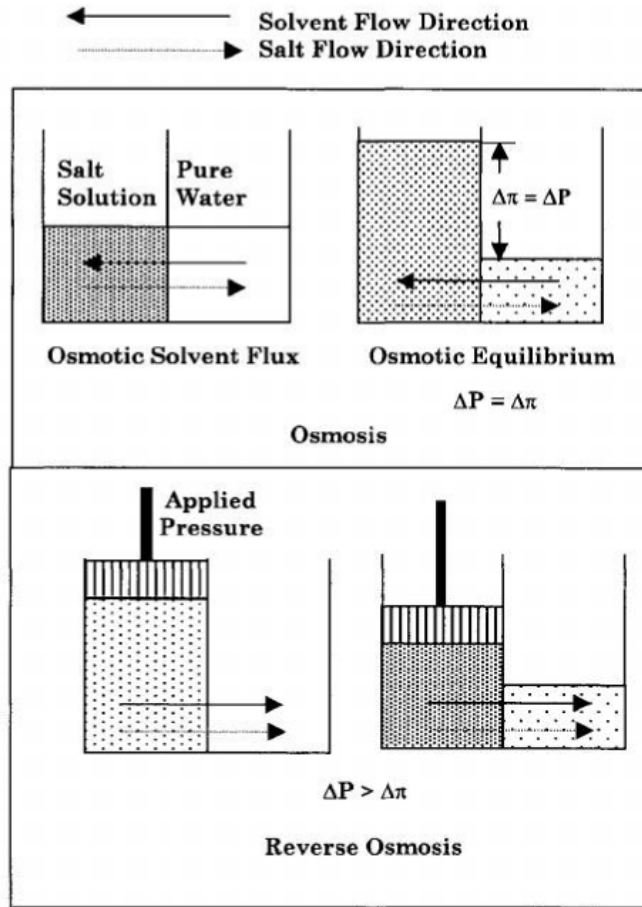 Solvent Flow Direction
Salt Flow Direction
Salt
Solution
Pure
Water
Δπ = ΔP
Osmotic Solvent Flux
Osmotic Equilibrium
ΔP = Δπ
Osmosis
Applied
Pressure
ΔP > Δπ
Reverse Osmosis